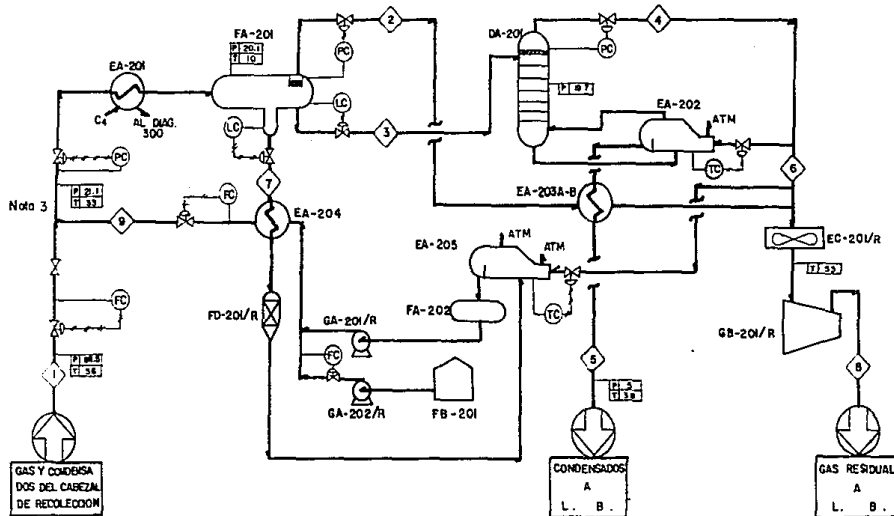 FA-201
P 20.1
T 10
PC
2
DA-201
PC
4
EA-201
C4
AL DIAG.
300
LC
LC
3
P 19.7
EA-202
ATM
TC
PC
7
6
P 21.1
T 33
Nota 3
FC
9
EA-204
EA-203A-B
EC-201/R
T 55
EA-205
ATM
ATM
TC
FC
FD-201/R
GA-201/R
FA-202
GB-201/R
FC
GA-202/R
FB-201
5
8
1
T 56
P 5
T 38
GAS Y CONDENSA
DOS DEL CABEZAL
DE RECOLECCION
CONDENSADOS
A
L. B.
GAS RESIDUAL
A
L. B.